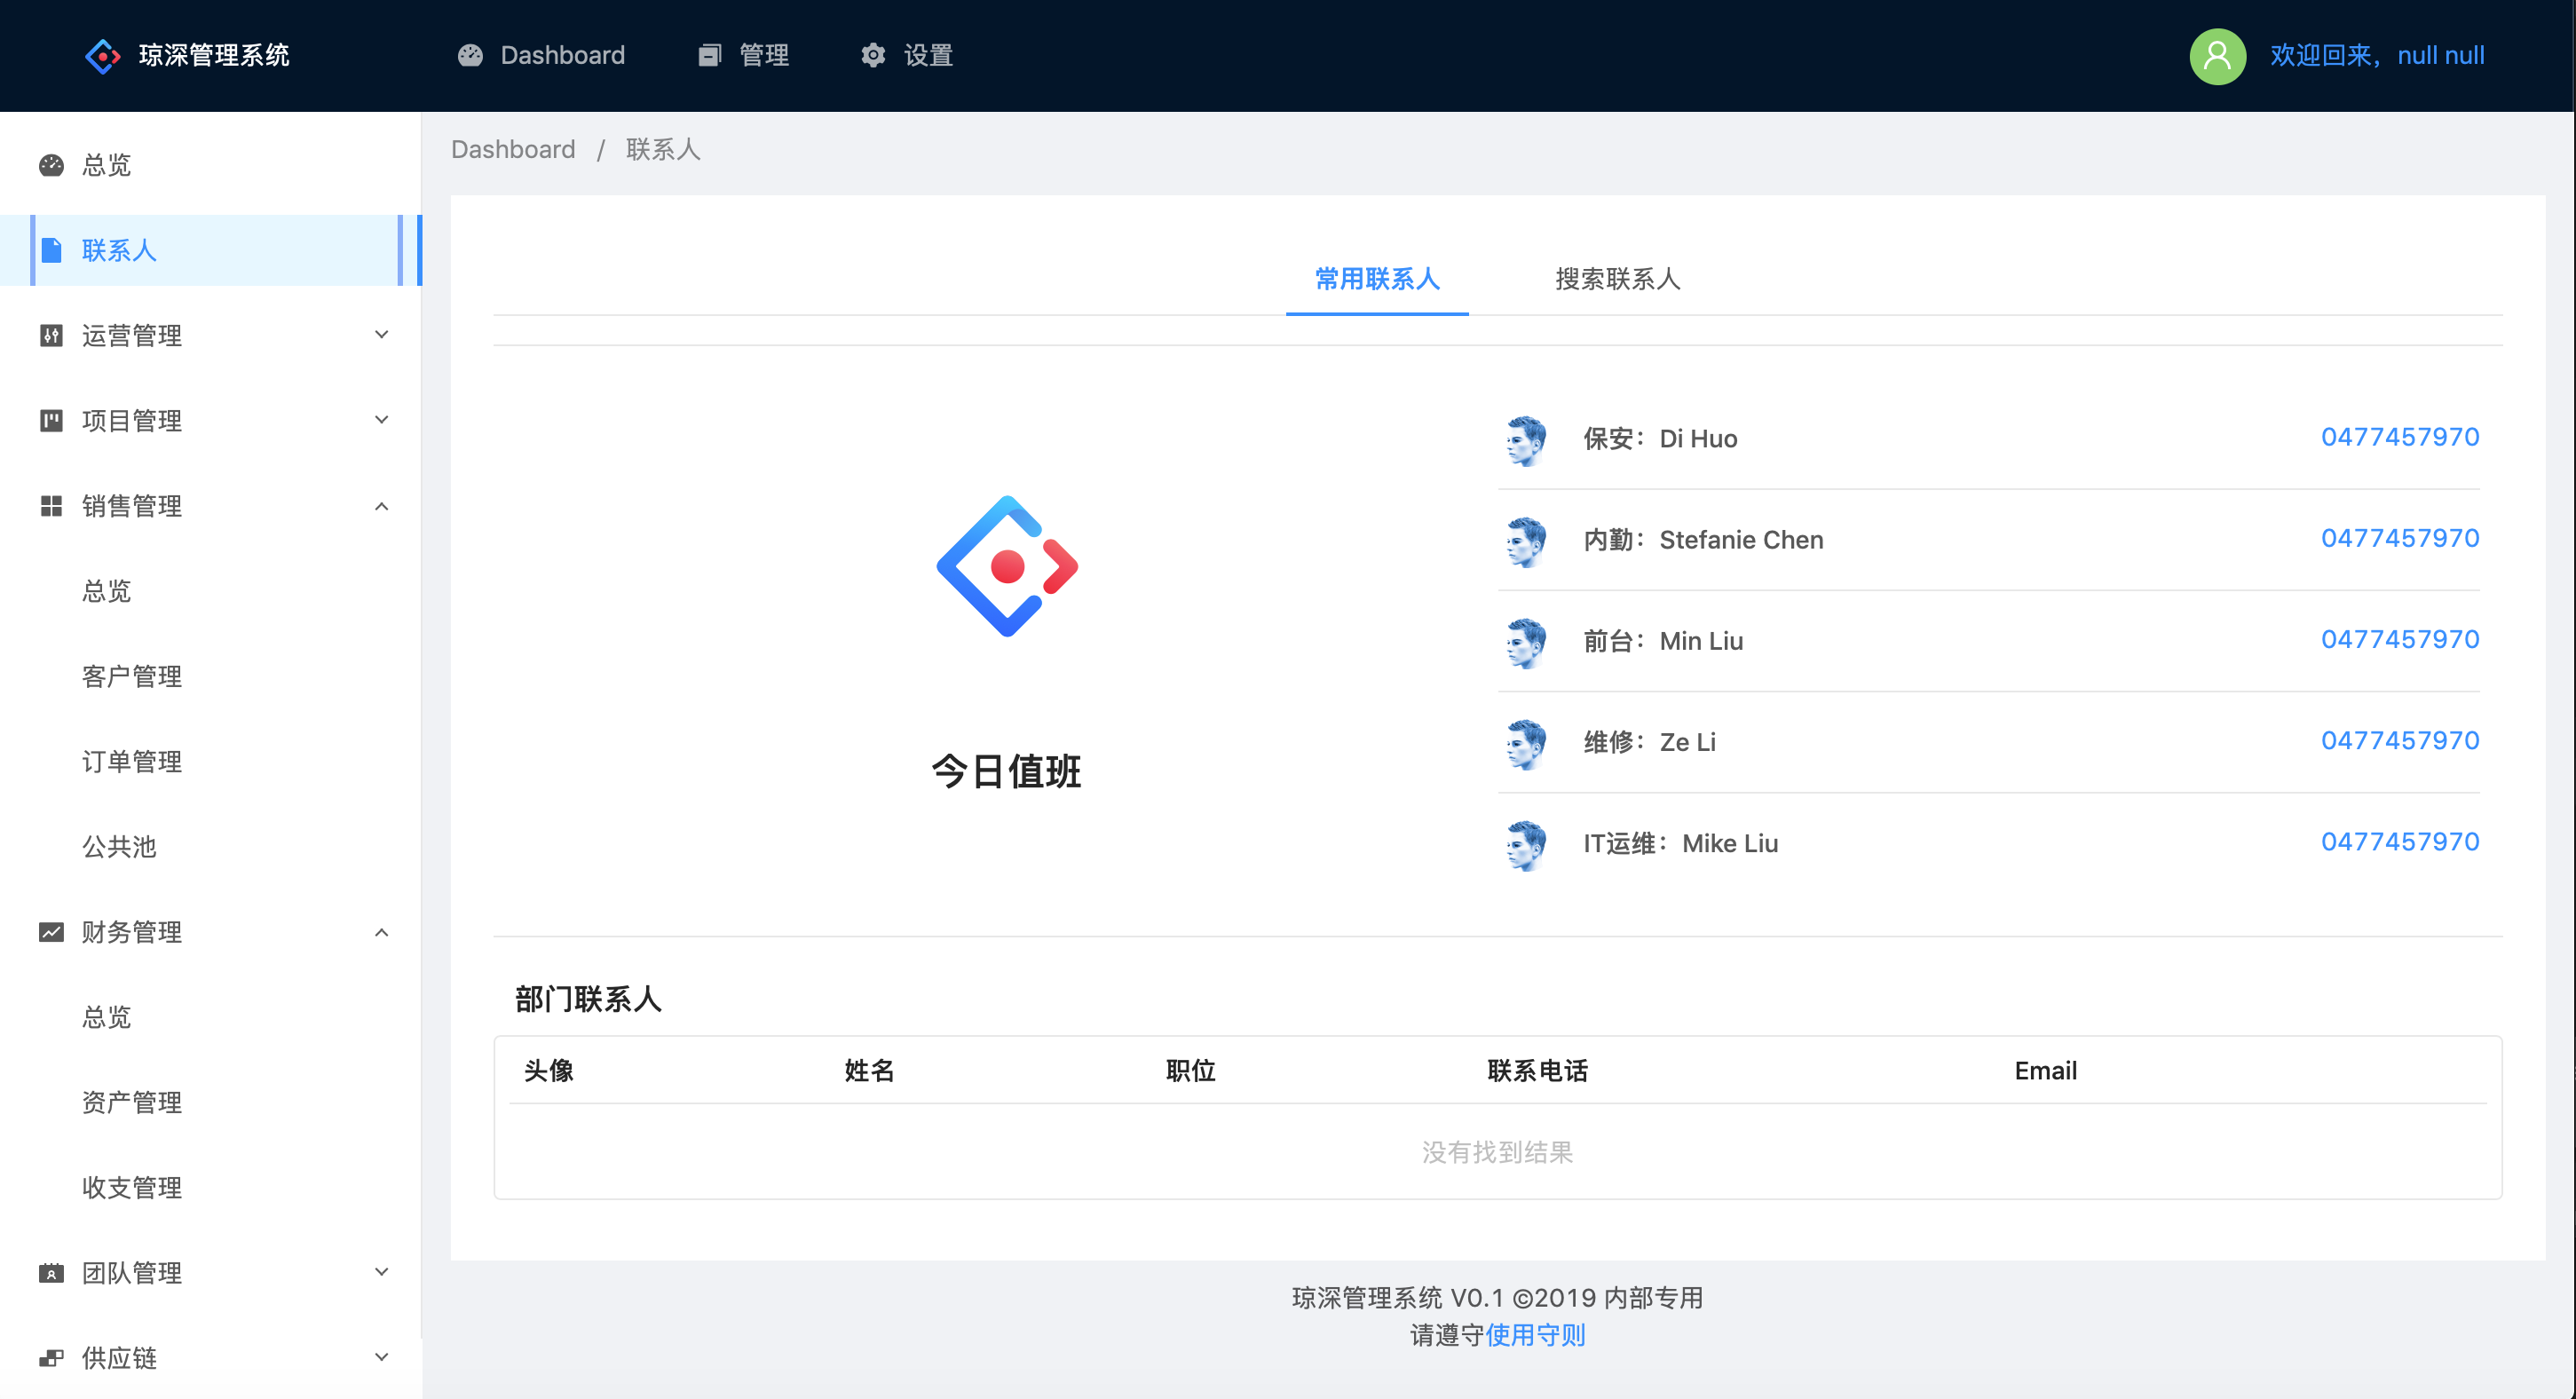 琼深管理系统
Dashboard
管理
设置
欢迎回来，null null
总览
联系人
运营管理
项目管理
销售管理
总览
客户管理
订单管理
公共池
财务管理
总览
资产管理
收支管理
团队管理
供应链
Dashboard / 联系人
常用联系人
搜索联系人
今日值班
保安：Di Huo 0477457970
内勤：Stefanie Chen 0477457970
前台：Min Liu 0477457970
维修：Ze Li 0477457970
IT运维：Mike Liu 0477457970
部门联系人
头像 姓名 职位 联系电话 Email
没有找到结果
琼深管理系统 V0.1 ©2019 内部专用
请遵守使用守则